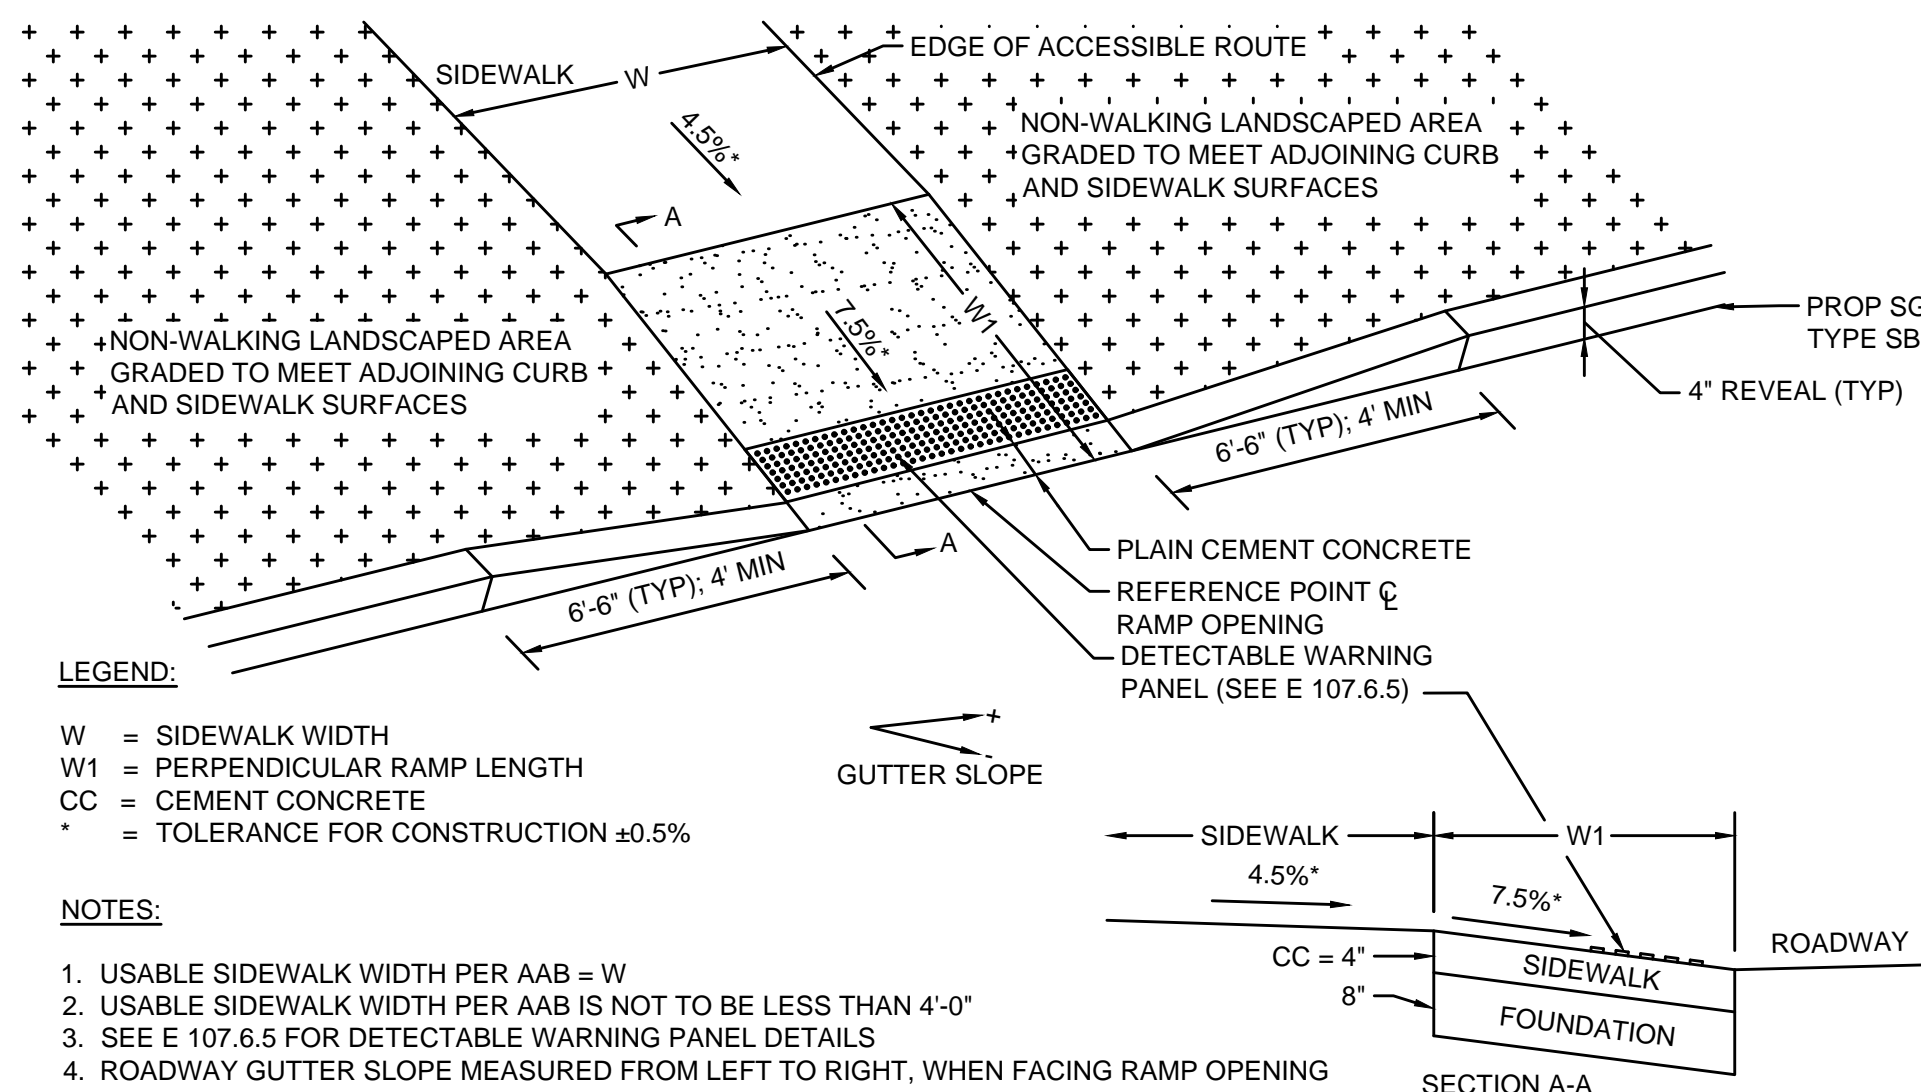 SIDEWALK
W
EDGE OF ACCESSIBLE ROUTE
4.5%*
NON-WALKING LANDSCAPED AREA
GRADED TO MEET ADJOINING CURB
AND SIDEWALK SURFACES
A
7.5%*
W1
PROP SG
TYPE SB
4" REVEAL (TYP)
NON-WALKING LANDSCAPED AREA
GRADED TO MEET ADJOINING CURB
AND SIDEWALK SURFACES
6'-6" (TYP); 4' MIN
A
6'-6" (TYP); 4' MIN
PLAIN CEMENT CONCRETE
REFERENCE POINT ℄
RAMP OPENING
DETECTABLE WARNING
PANEL (SEE E 107.6.5)
+
-
GUTTER SLOPE
LEGEND:
W = SIDEWALK WIDTH
W1 = PERPENDICULAR RAMP LENGTH
CC = CEMENT CONCRETE
* = TOLERANCE FOR CONSTRUCTION ±0.5%
NOTES:
1. USABLE SIDEWALK WIDTH PER AAB = W
2. USABLE SIDEWALK WIDTH PER AAB IS NOT TO BE LESS THAN 4'-0"
3. SEE E 107.6.5 FOR DETECTABLE WARNING PANEL DETAILS
4. ROADWAY GUTTER SLOPE MEASURED FROM LEFT TO RIGHT, WHEN FACING RAMP OPENING
SIDEWALK
W1
4.5%*
7.5%*
ROADWAY
CC = 4"
SIDEWALK
8"
FOUNDATION
SECTION A-A